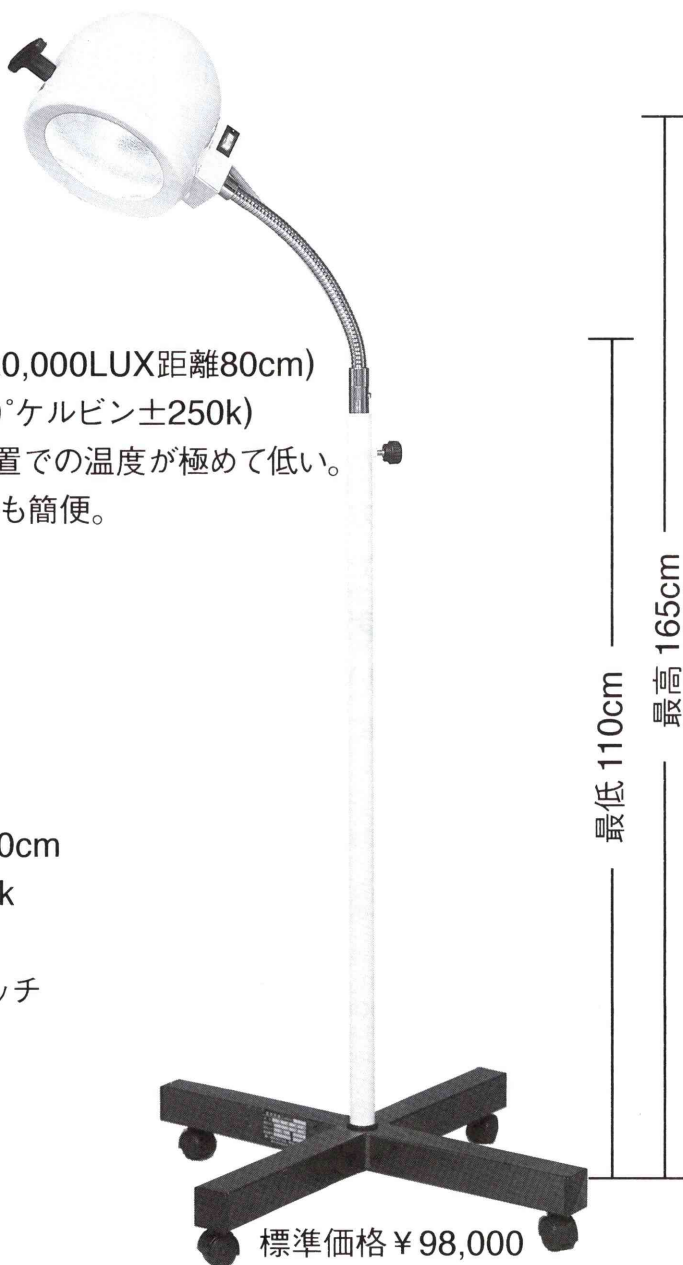 0,000LUX距離80cm)
)°ケルビン±250k)
置での温度が極めて低い。
も簡便。
0cm
k
ッチ
最低 110cm
最高 165cm
標準価格￥98,000